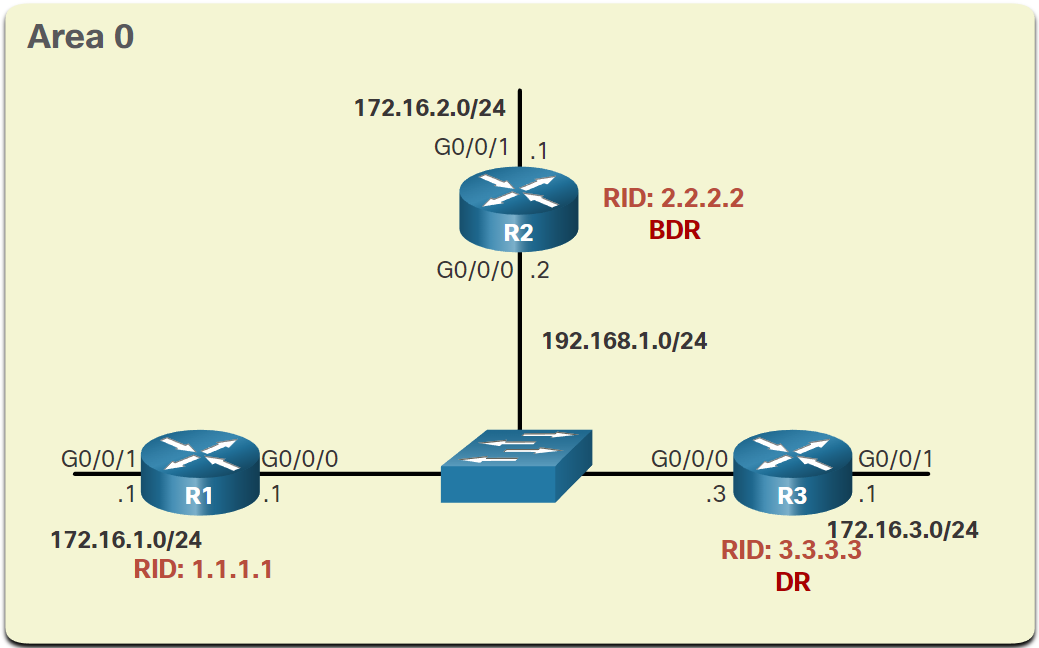 Area 0
172.16.2.0/24
G0/0/1 .1
R2
RID: 2.2.2.2
BDR
G0/0/0 .2
192.168.1.0/24
G0/0/1
.1
R1
G0/0/0
.1
172.16.1.0/24
RID: 1.1.1.1
G0/0/0
.3
R3
G0/0/1
.1
172.16.3.0/24
RID: 3.3.3.3
DR